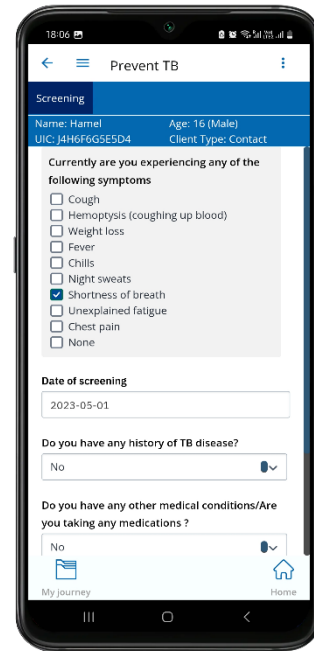 18:06
Prevent TB
Screening
Name: Hamel Age: 16 (Male)
UIC: J4H6F6G5E5D4 Client Type: Contact
Currently are you experiencing any of the
following symptoms
Cough
Hemoptysis (coughing up blood)
Weight loss
Fever
Chills
Night sweats
Shortness of breath
Unexplained fatigue
Chest pain
None
Date of screening
2023-05-01
Do you have any history of TB disease?
No
Do you have any other medical conditions/Are
you taking any medications ?
No
My journey Home